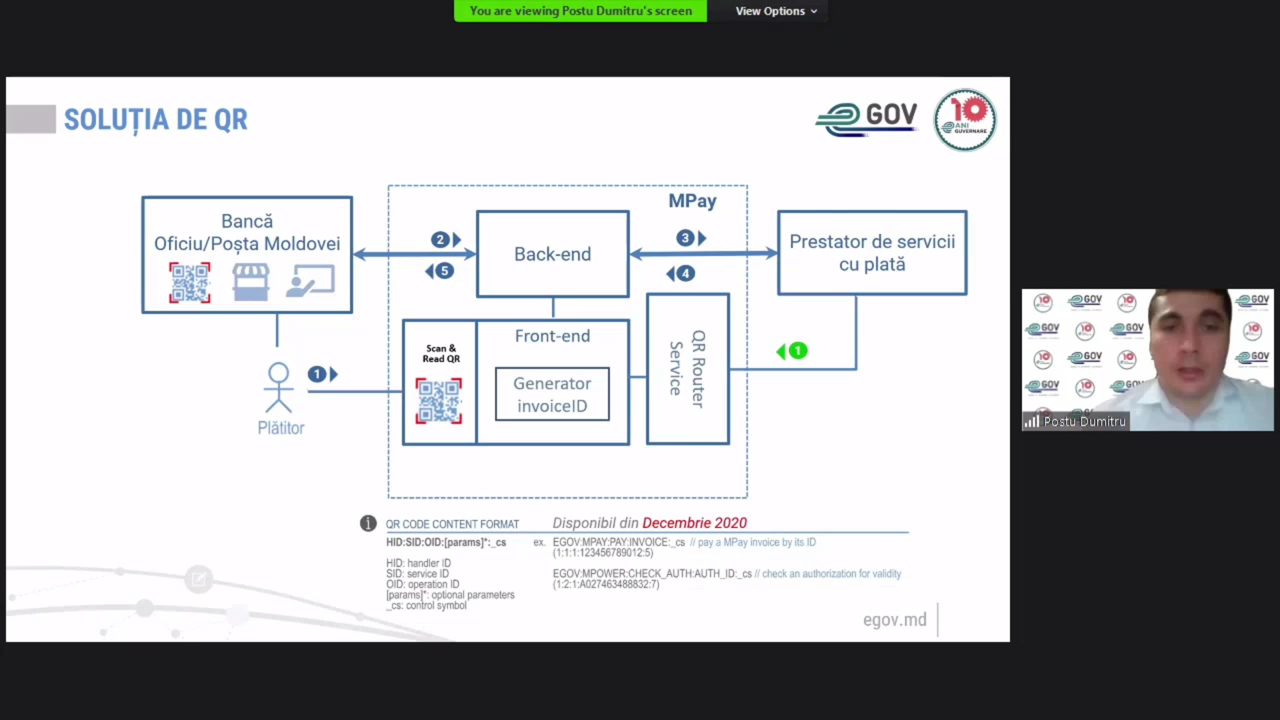 You are viewing Postu Dumitru's screen
View Options
SOLUȚIA DE QR
GOV
10
ANI
GUVERNARE
MPay
Bancă
Oficiu/Poșta Moldovei
2
5
Back-end
3
4
Prestator de servicii
cu plată
1
Plătitor
Scan &
Read QR
Front-end
Generator
invoiceID
QR Router
Service
1
i
QR CODE CONTENT FORMAT
Disponibil din Decembrie 2020
HID:SID:OID:[params]*:_cs
ex. EGOV:MPAY:PAY:INVOICE:_cs // pay a MPay invoice by its ID
(1:1:1:123456789012:5)
HID: handler ID
SID: service ID
OID: operation ID
[params]*: optional parameters
_cs: control symbol
EGOV:MPOWER:CHECK_AUTH:AUTH_ID:_cs // check an authorization for validity
(1:2:1:A027463488832:7)
egov.md
Postu Dumitru